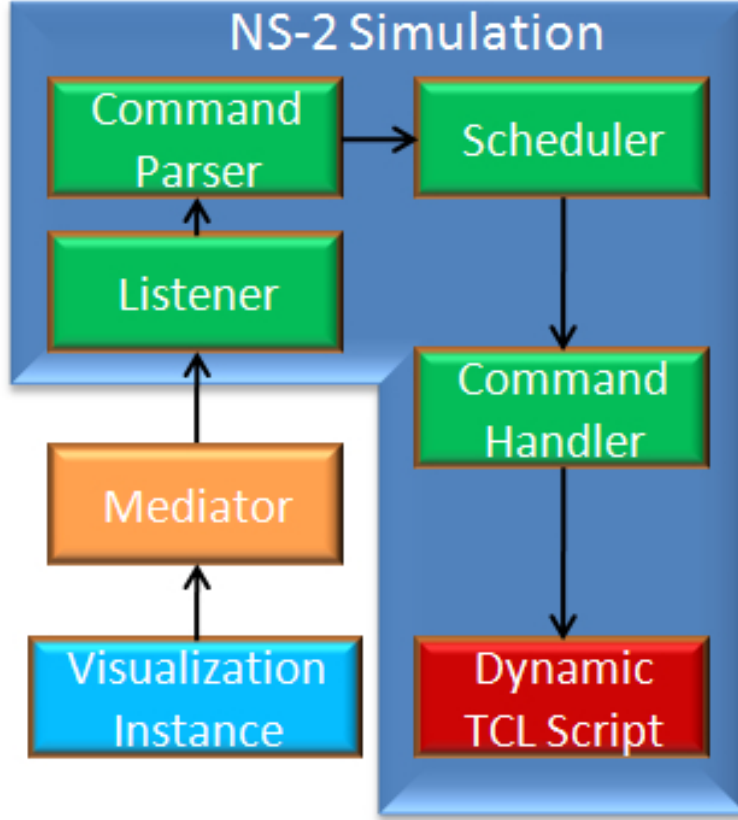 NS-2 Simulation
Command
Parser
Scheduler
Listener
Command
Handler
Mediator
Visualization
Instance
Dynamic
TCL Script